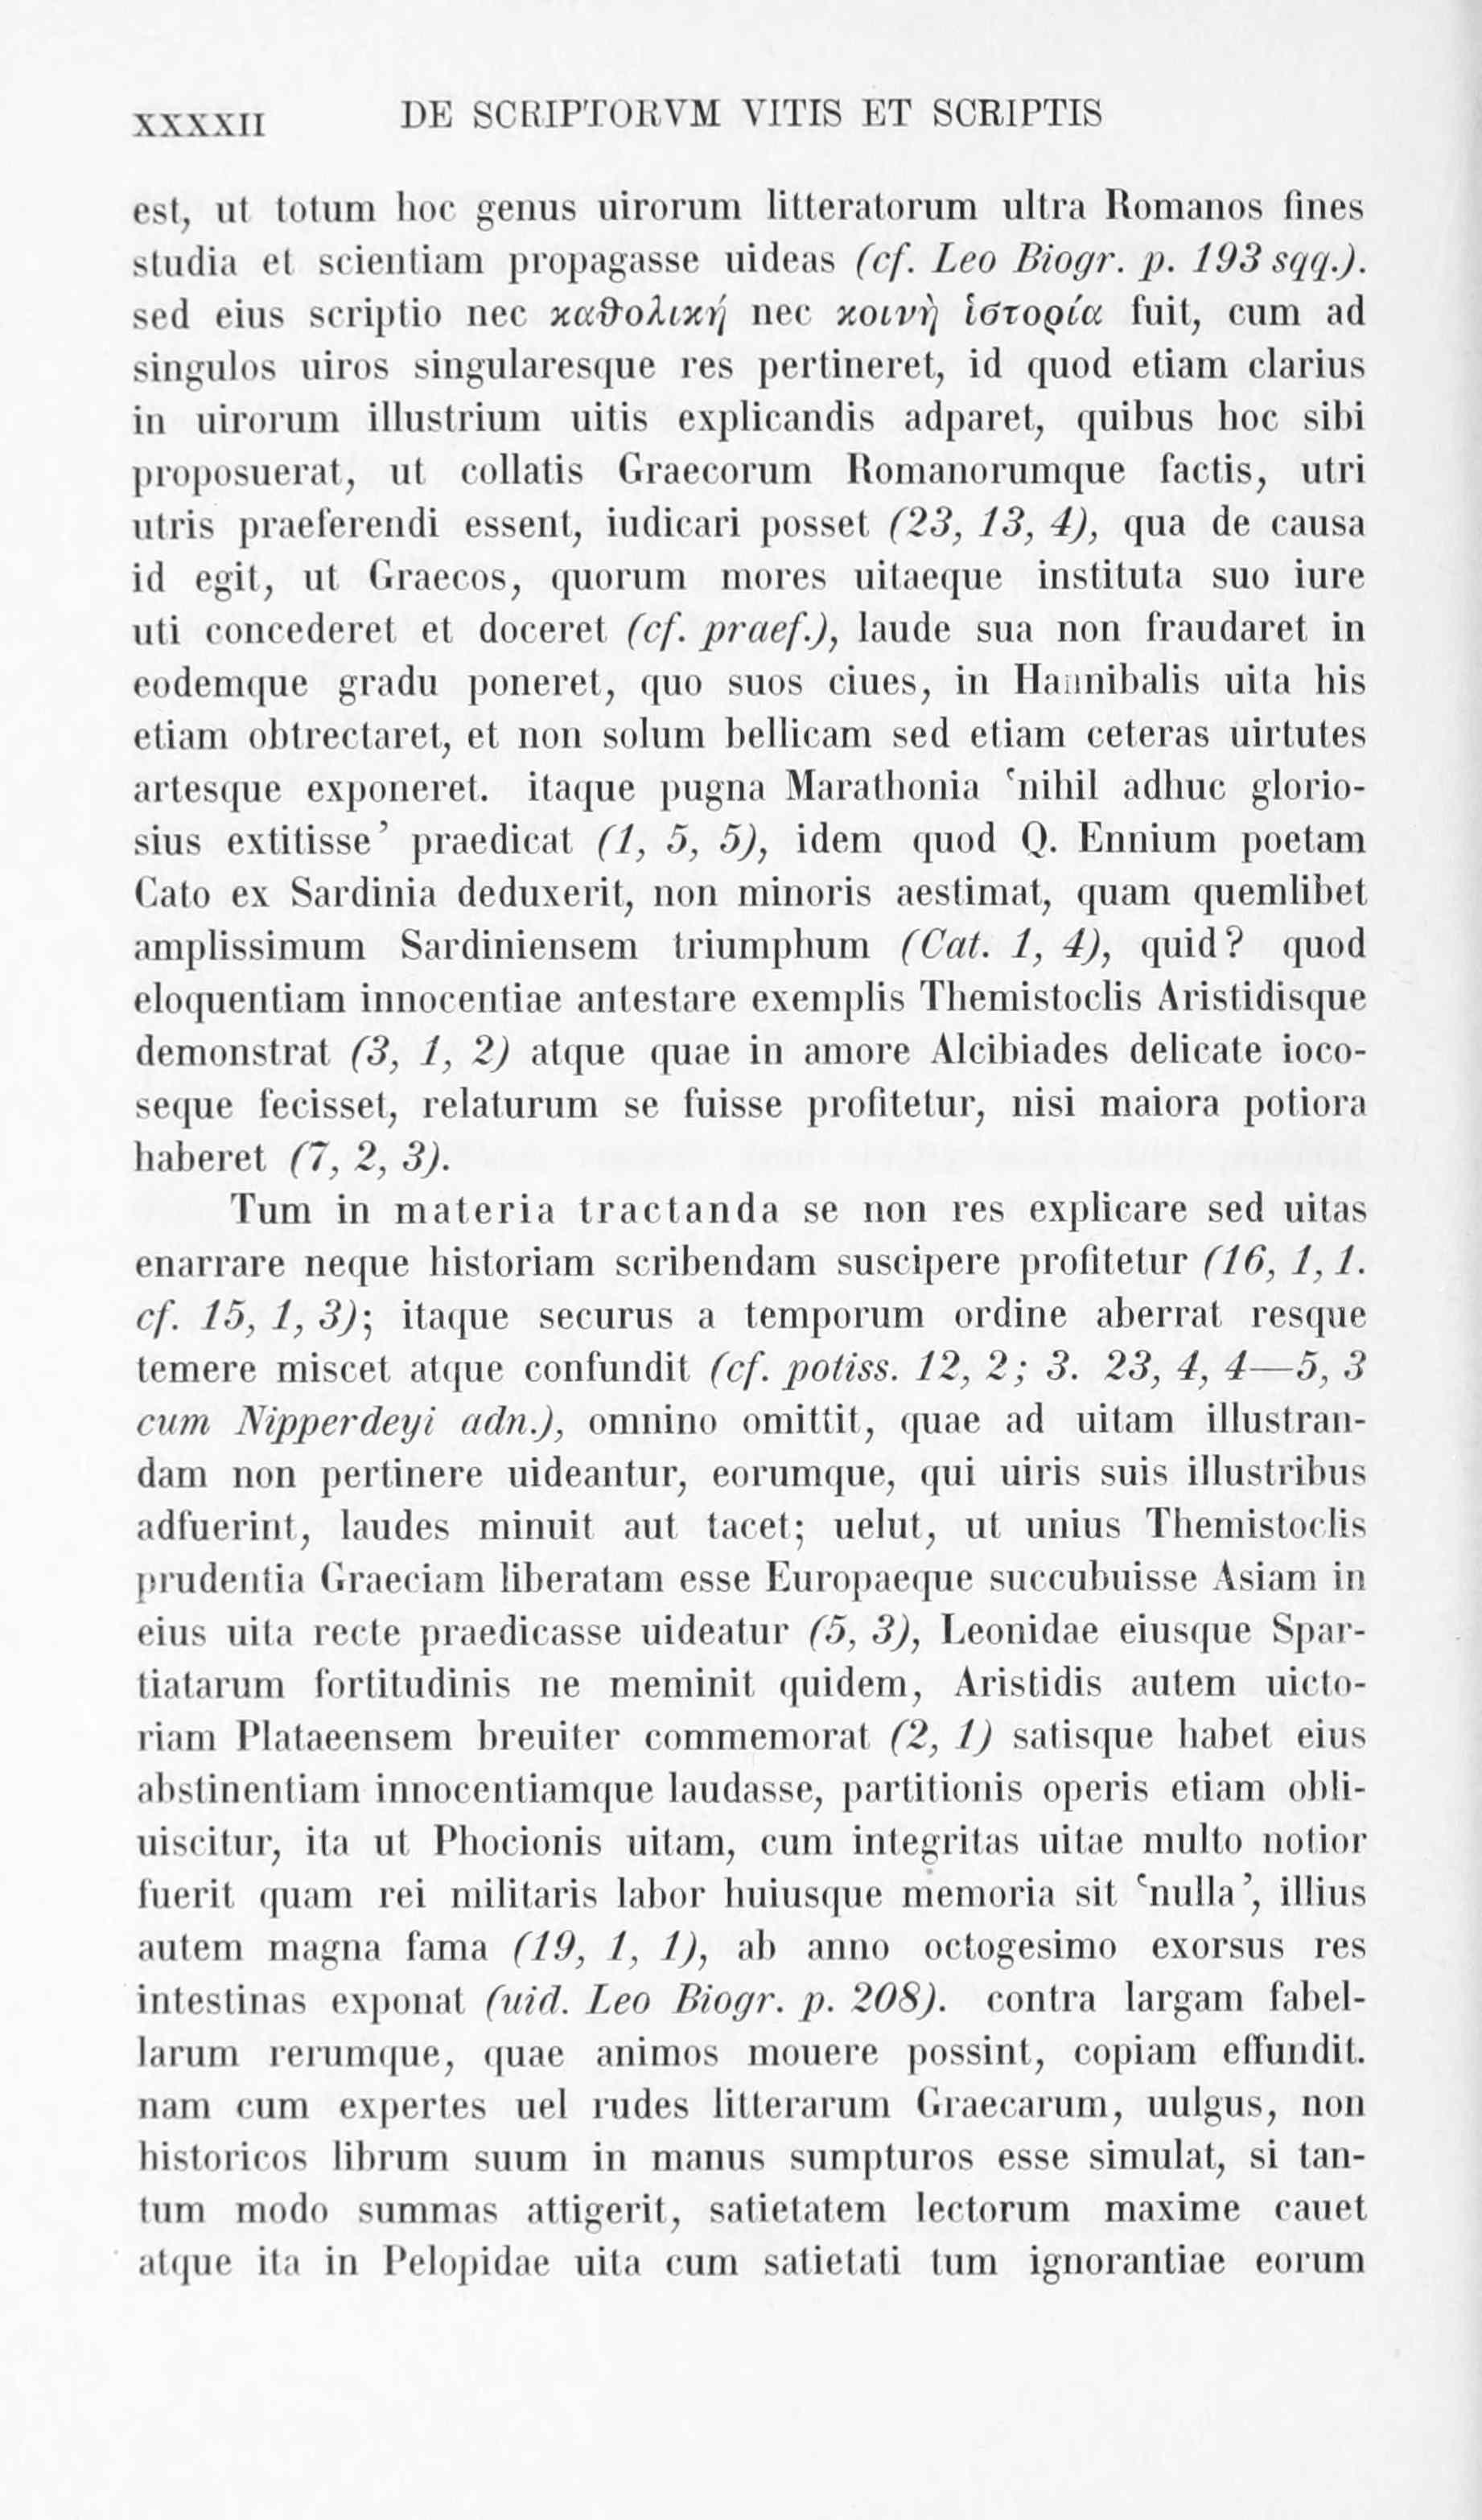 XXXXII DE SCRIPTORVM VITIS ET SCRIPTIS
est, ut totum hoc genus uirorum litteratorum ultra Romanos fines
studia et scientiam propagasse uideas (cf. Leo Biogr. p. 193 sqq.).
sed eius scriptio nec καθολική nec κοινὴ ἱστορία fuit, cum ad
singulos uiros singularesque res pertineret, id quod etiam clarius
in uirorum illustrium uitis explicandis adparet, quibus hoc sibi
proposuerat, ut collatis Graecorum Romanorumque factis, utri
utris praeferendi essent, iudicari posset (23, 13, 4), qua de causa
id egit, ut Graecos, quorum mores uitaeque instituta suo iure
uti concederet et doceret (cf. praef.), laude sua non fraudaret in
eodemque gradu poneret, quo suos ciues, in Hannibalis uita his
etiam obtrectaret, et non solum bellicam sed etiam ceteras uirtutes
artesque exponeret. itaque pugna Marathonia ‘nihil adhuc glorio-
sius extitisse’ praedicat (1, 5, 5), idem quod Q. Ennium poetam
Cato ex Sardinia deduxerit, non minoris aestimat, quam quemlibet
amplissimum Sardiniensem triumphum (Cat. 1, 4), quid? quod
eloquentiam innocentiae antestare exemplis Themistoclis Aristidisque
demonstrat (3, 1, 2) atque quae in amore Alcibiades delicate ioco-
seque fecisset, relaturum se fuisse profitetur, nisi maiora potiora
haberet (7, 2, 3).
Tum in materia tractanda se non res explicare sed uitas
enarrare neque historiam scribendam suscipere profitetur (16, 1, 1.
cf. 15, 1, 3); itaque securus a temporum ordine aberrat resque
temere miscet atque confundit (cf. potiss. 12, 2; 3. 23, 4, 4—5, 3
cum Nipperdeyi adn.), omnino omittit, quae ad uitam illustran-
dam non pertinere uideantur, eorumque, qui uiris suis illustribus
adfuerint, laudes minuit aut tacet; uelut, ut unius Themistoclis
prudentia Graeciam liberatam esse Europaeque succubuisse Asiam in
eius uita recte praedicasse uideatur (5, 3), Leonidae eiusque Spar-
tiatarum fortitudinis ne meminit quidem, Aristidis autem uicto-
riam Plataeensem breuiter commemorat (2, 1) satisque habet eius
abstinentiam innocentiamque laudasse, partitionis operis etiam obli-
uiscitur, ita ut Phocionis uitam, cum integritas uitae multo notior
fuerit quam rei militaris labor huiusque memoria sit ‘nulla’, illius
autem magna fama (19, 1, 1), ab anno octogesimo exorsus res
intestinas exponat (uid. Leo Biogr. p. 208). contra largam fabel-
larum rerumque, quae animos mouere possint, copiam effundit.
nam cum expertes uel rudes litterarum Graecarum, uulgus, non
historicos librum suum in manus sumpturos esse simulat, si tan-
tum modo summas attigerit, satietatem lectorum maxime cauet
atque ita in Pelopidae uita cum satietati tum ignorantiae eorum